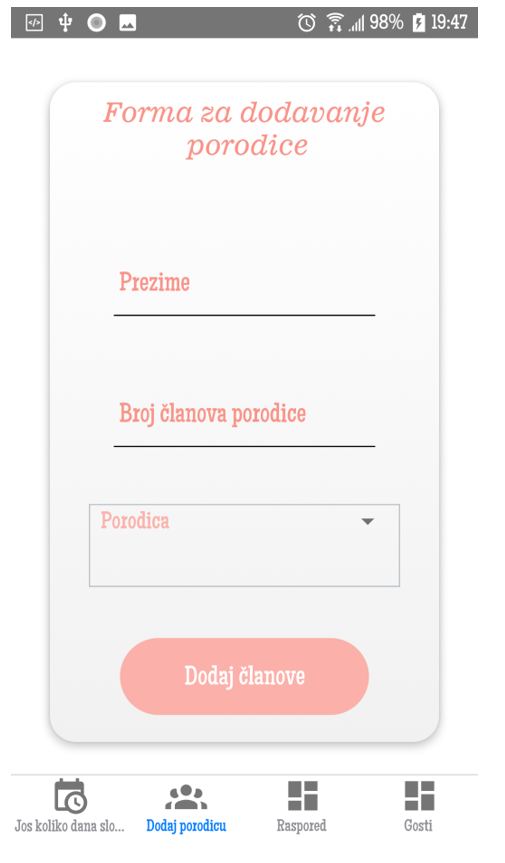 98% 19:47
Forma za dodavanje
porodice
Prezime
Broj članova porodice
Porodica
Dodaj članove
Jos koliko dana slo...
Dodaj porodicu
Raspored
Gosti